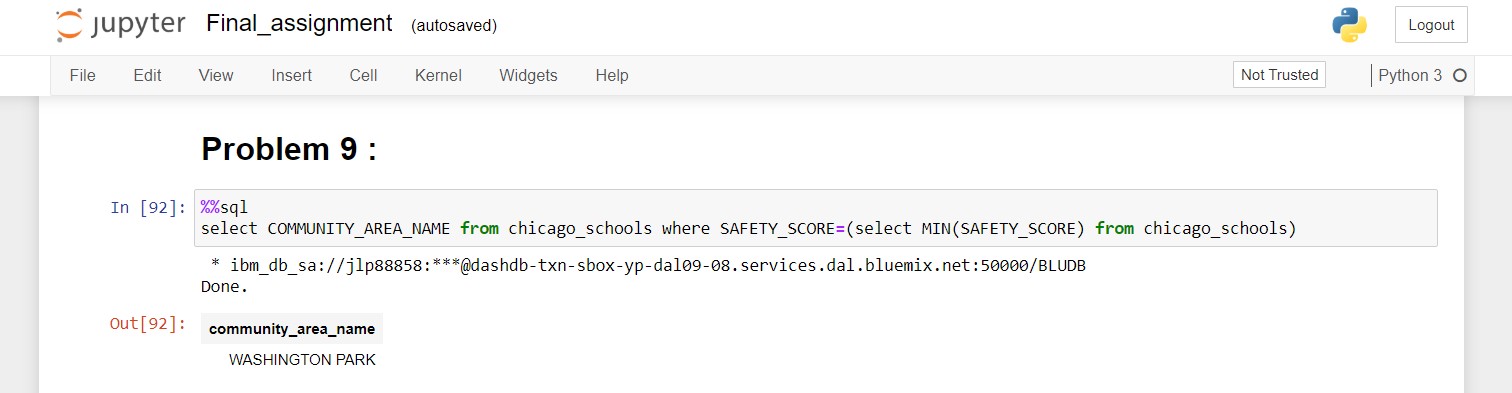 jupyter Final_assignment (autosaved) Logout
File Edit View Insert Cell Kernel Widgets Help Not Trusted Python 3
Problem 9 :
In [92]: %%sql
select COMMUNITY_AREA_NAME from chicago_schools where SAFETY_SCORE=(select MIN(SAFETY_SCORE) from chicago_schools)
* ibm_db_sa://jlp88858:***@dashdb-txn-sbox-yp-dal09-08.services.dal.bluemix.net:50000/BLUDB
Done.
Out[92]: community_area_name
WASHINGTON PARK